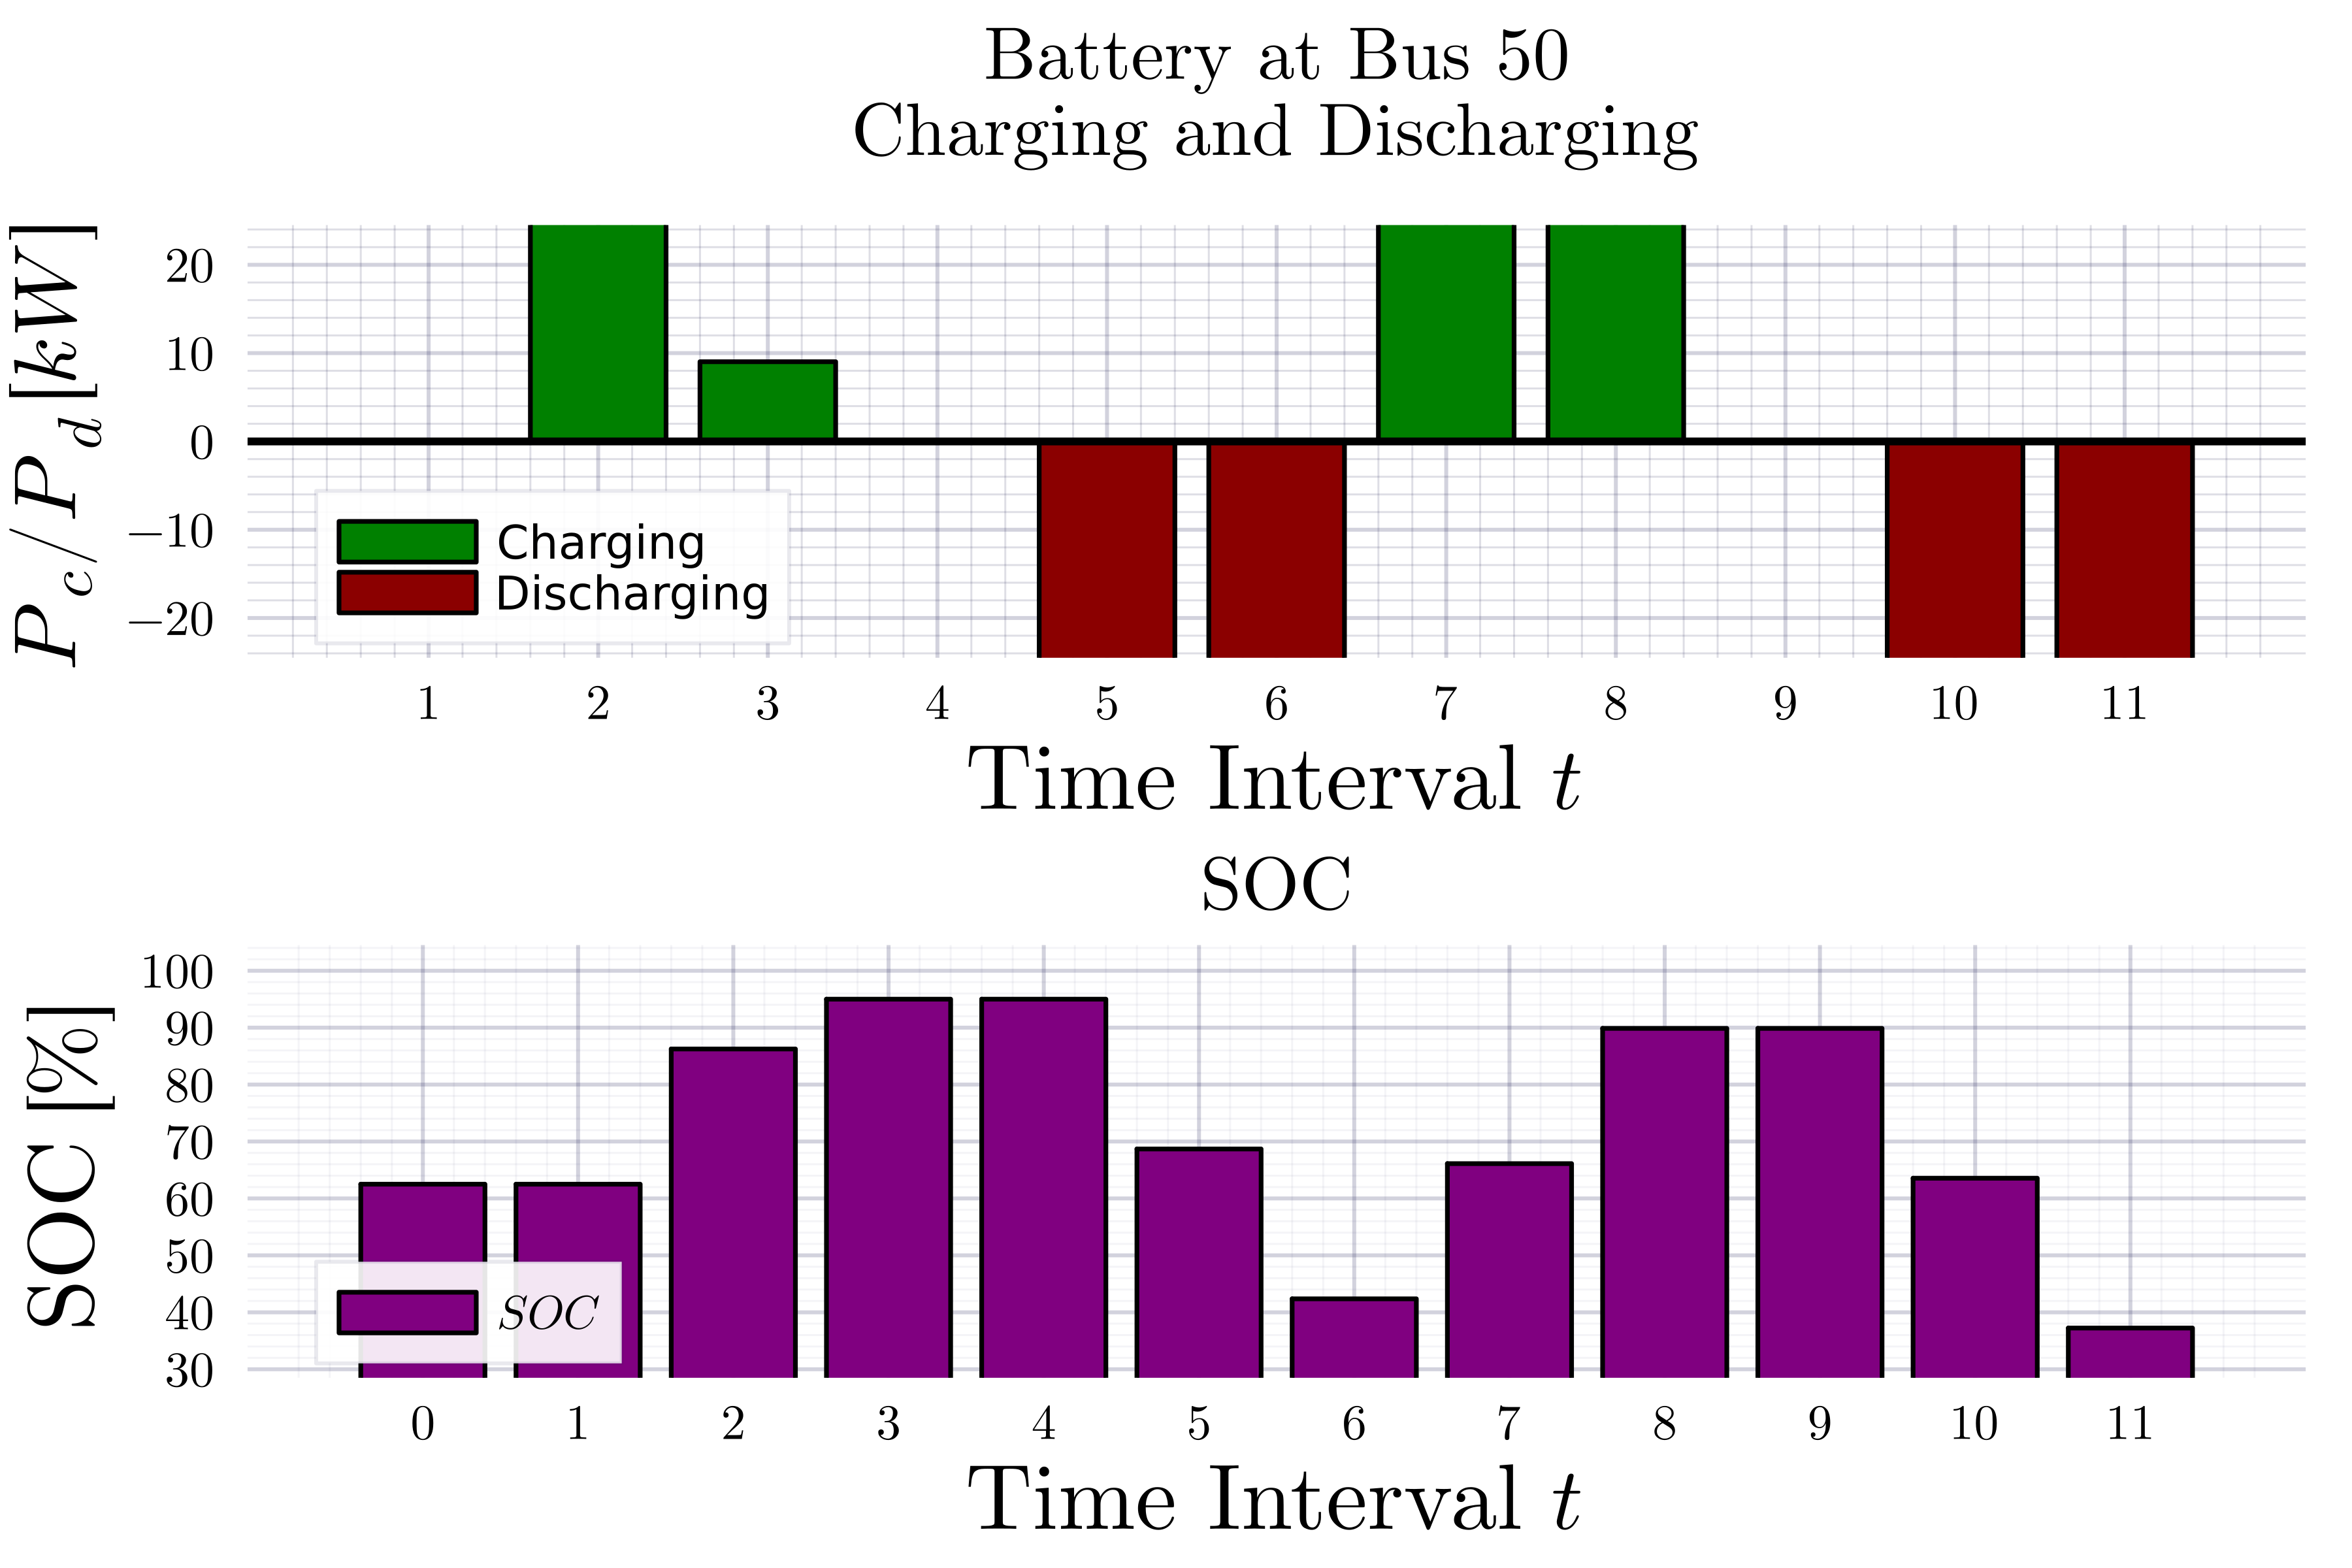 Battery at Bus 50
Charging and Discharging
P_c/P_d [kW]
20
10
0
−10
−20
Charging
Discharging
1 2 3 4 5 6 7 8 9 10 11
Time Interval t
SOC
SOC [%]
100
90
80
70
60
50
40
30
SOC
0 1 2 3 4 5 6 7 8 9 10 11
Time Interval t